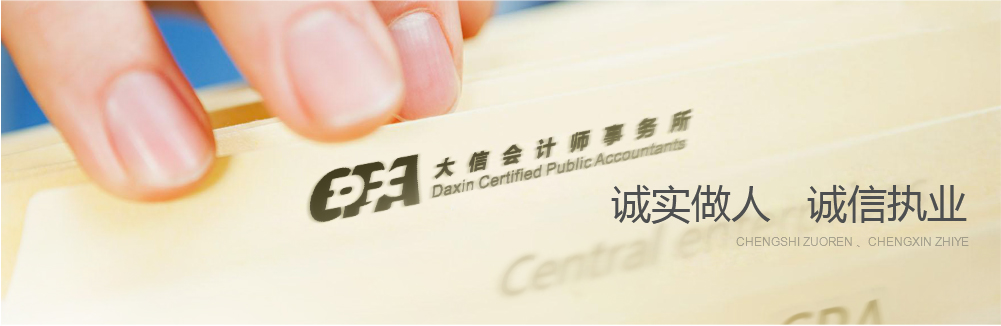 CPA 大信会计师事务所
Daxin Certified Public Accountants
诚实做人 诚信执业
CHENGSHI ZUOREN 、CHENGXIN ZHIYE
Central
CPA